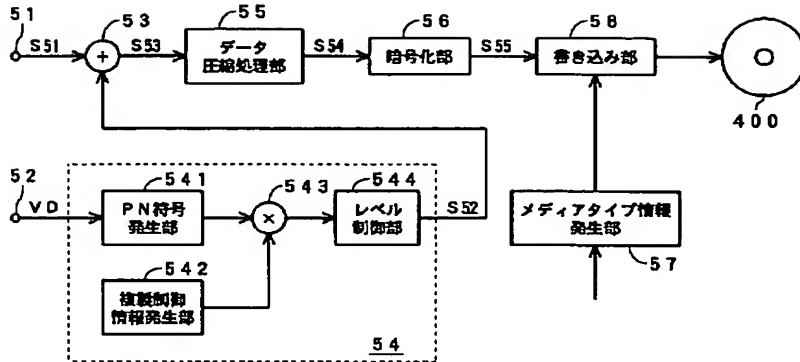 51
S51
53
S53
55
データ
圧縮処理部
S54
56
暗号化部
S55
58
書き込み部
400
52
VD
541
PN符号
発生部
543
×
544
レベル
制御部
S52
542
複製制御
情報発生部
54
メディアタイプ情報
発生部
57
+